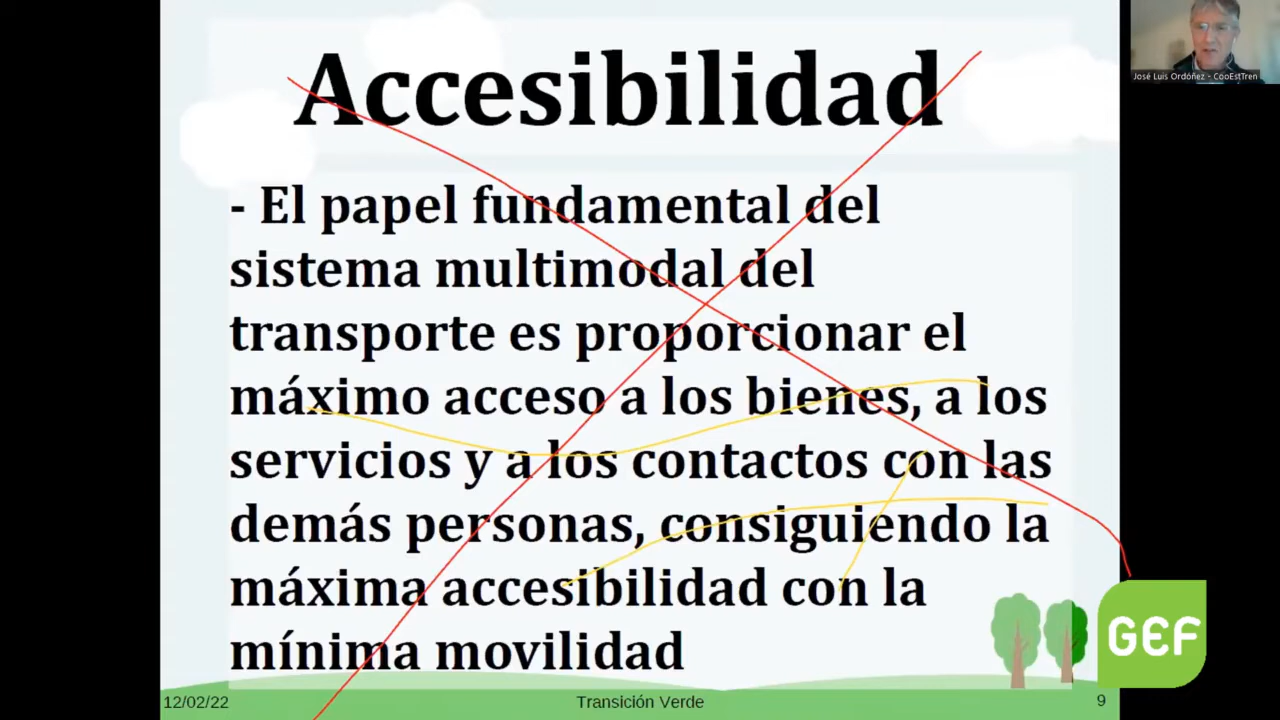 Accesibilidad
José Luis Ordóñez - CooEstTren
- El papel fundamental del
sistema multimodal del
transporte es proporcionar el
máximo acceso a los bienes, a los
servicios y a los contactos con las
demás personas, consiguiendo la
máxima accesibilidad con la
mínima movilidad
GEF
12/02/22
Transición Verde
9